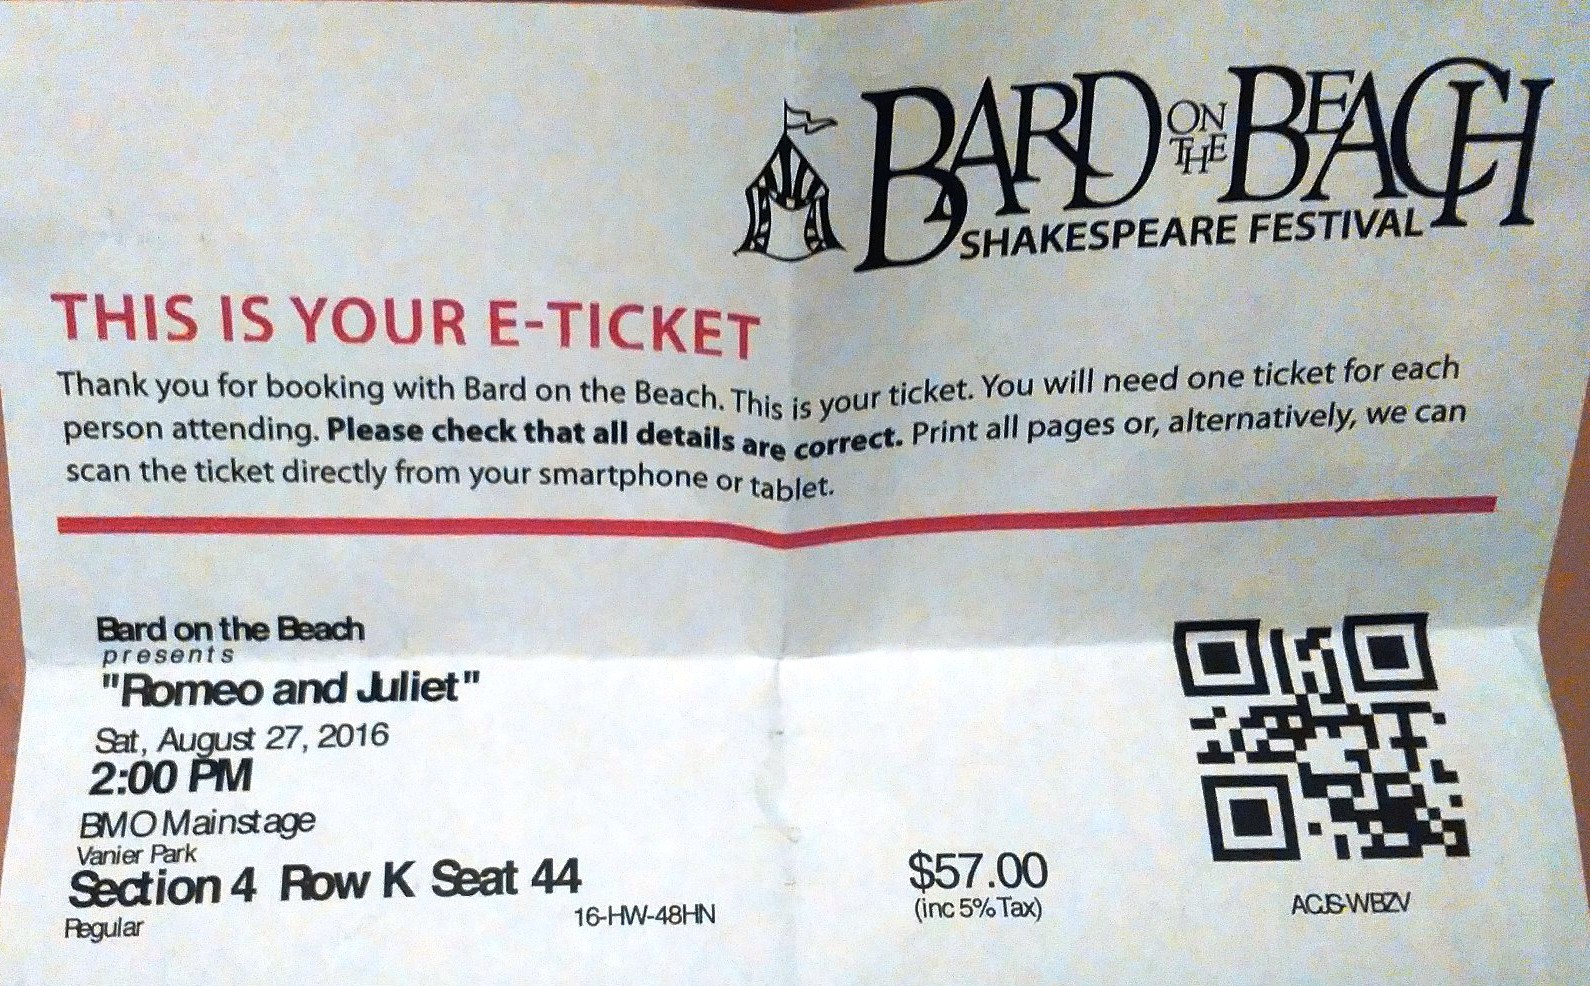 BARD ON THE BEACH
SHAKESPEARE FESTIVAL
THIS IS YOUR E-TICKET
Thank you for booking with Bard on the Beach. This is your ticket. You will need one ticket for each
person attending. Please check that all details are correct. Print all pages or, alternatively, we can
scan the ticket directly from your smartphone or tablet.
Bard on the Beach
presents
"Romeo and Juliet"
Sat, August 27, 2016
2:00 PM
BMO Mainstage
Vanier Park
Section 4 Row K Seat 44
Regular
16-HW-48HN
$57.00
(inc 5% Tax)
ACJS-WBZV